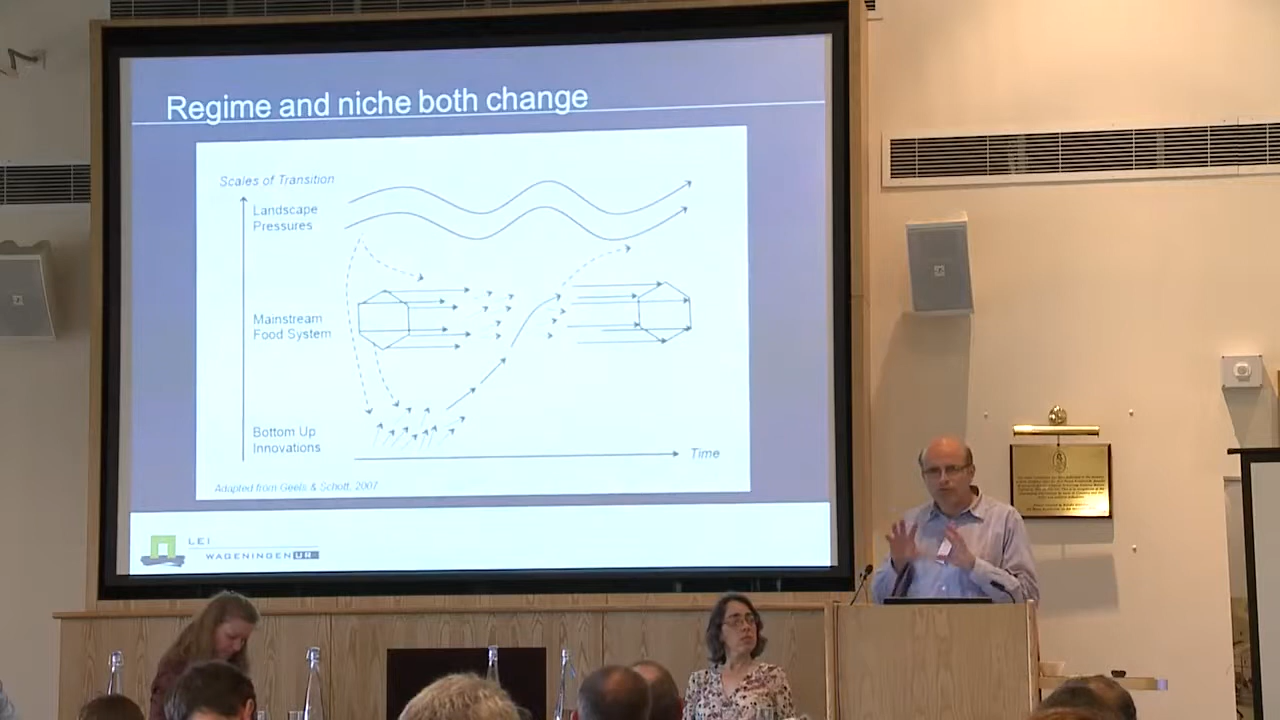 Regime and niche both change
Scales of Transition
Landscape
Pressures
Mainstream
Food System
Bottom Up
Innovations
Time
Adapted from Geels & Schott, 2007
LEI
WAGENINGEN UR